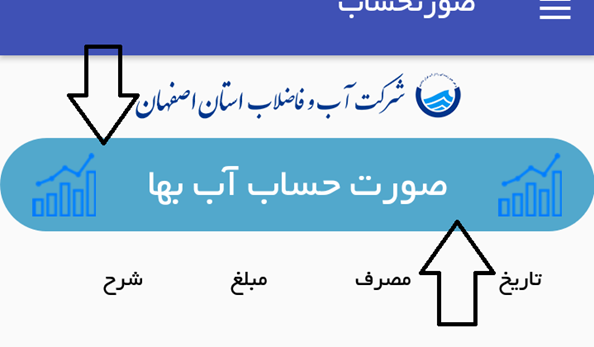 صورتحساب
شرکت آب و فاضلاب استان اصفهان
صورت حساب آب بها
تاریخ مصرف مبلغ شرح